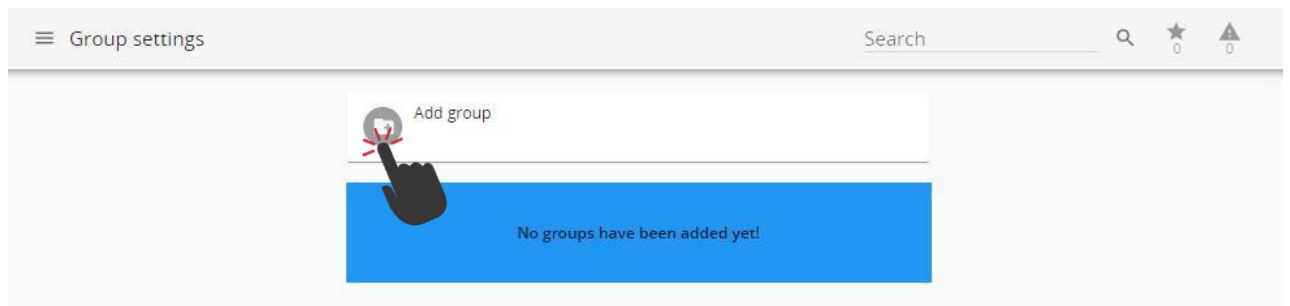 Group settings
Search
0
0
Add group
No groups have been added yet!